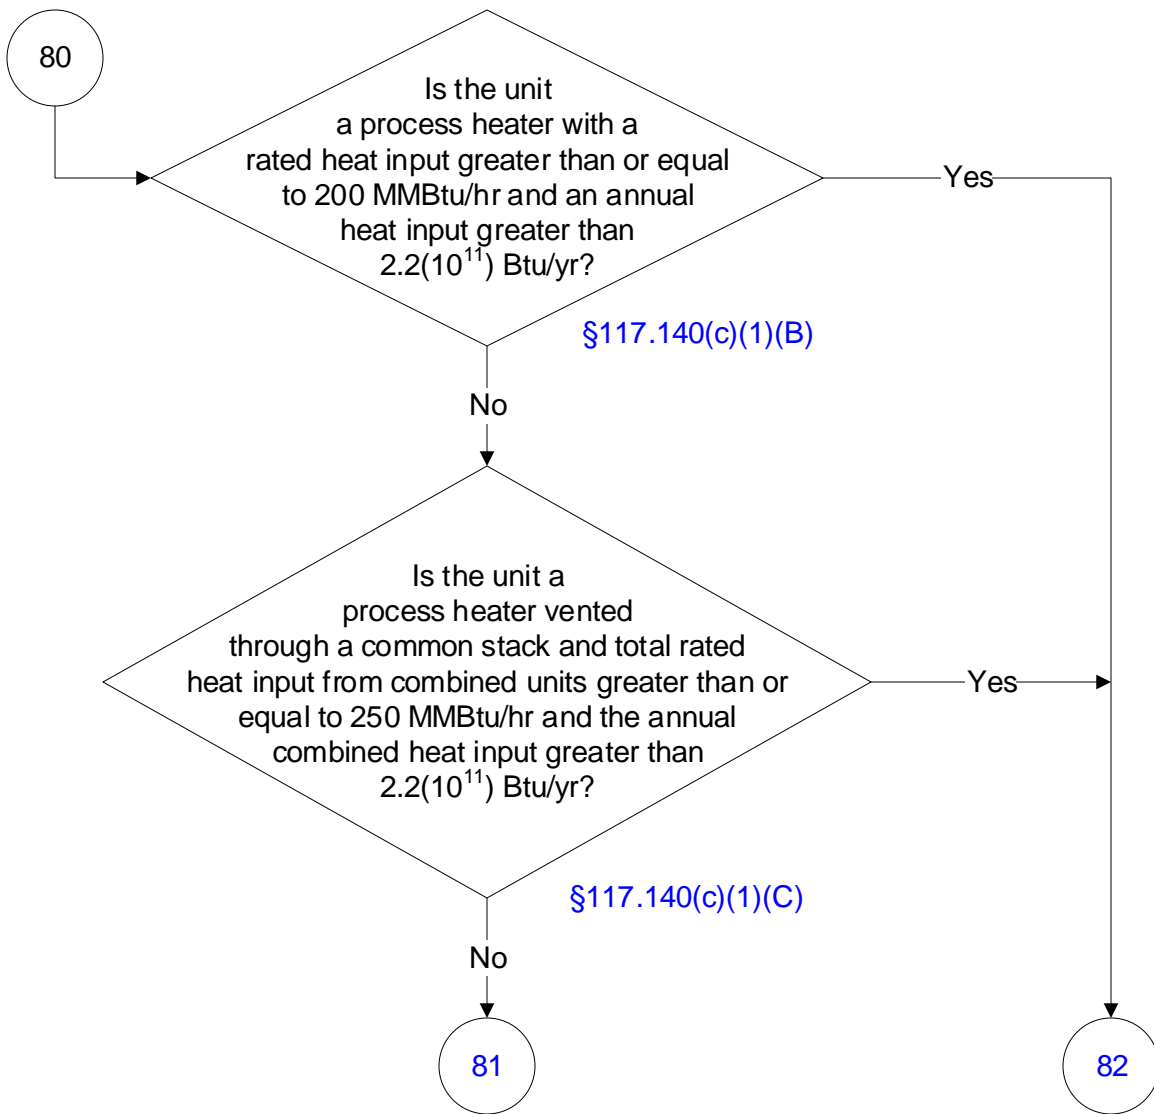 80
Is the unit
a process heater with a
rated heat input greater than or equal
to 200 MMBtu/hr and an annual
heat input greater than
2.2(10¹¹) Btu/yr?
Yes
§117.140(c)(1)(B)
No
Is the unit a
process heater vented
through a common stack and total rated
heat input from combined units greater than or
equal to 250 MMBtu/hr and the annual
combined heat input greater than
2.2(10¹¹) Btu/yr?
Yes
§117.140(c)(1)(C)
No
81
82